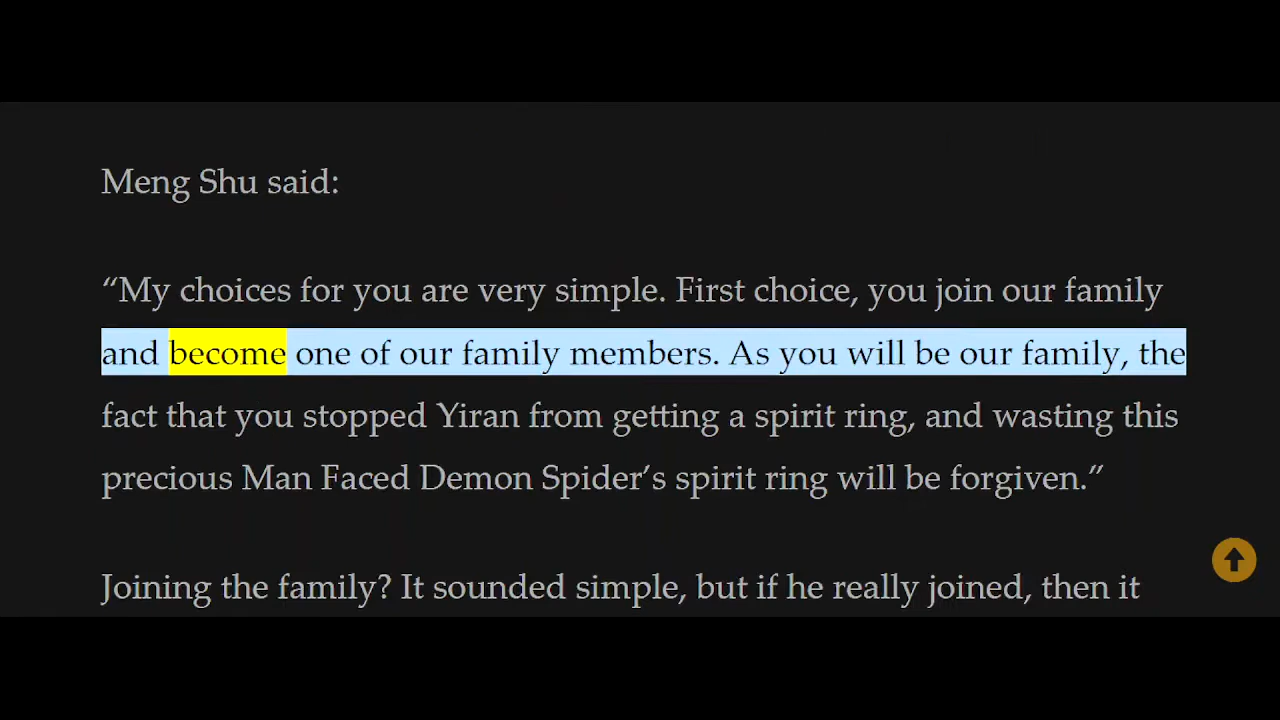 Meng Shu said:
“My choices for you are very simple. First choice, you join our family
and become one of our family members. As you will be our family, the
fact that you stopped Yiran from getting a spirit ring, and wasting this
precious Man Faced Demon Spider’s spirit ring will be forgiven.”
Joining the family? It sounded simple, but if he really joined, then it